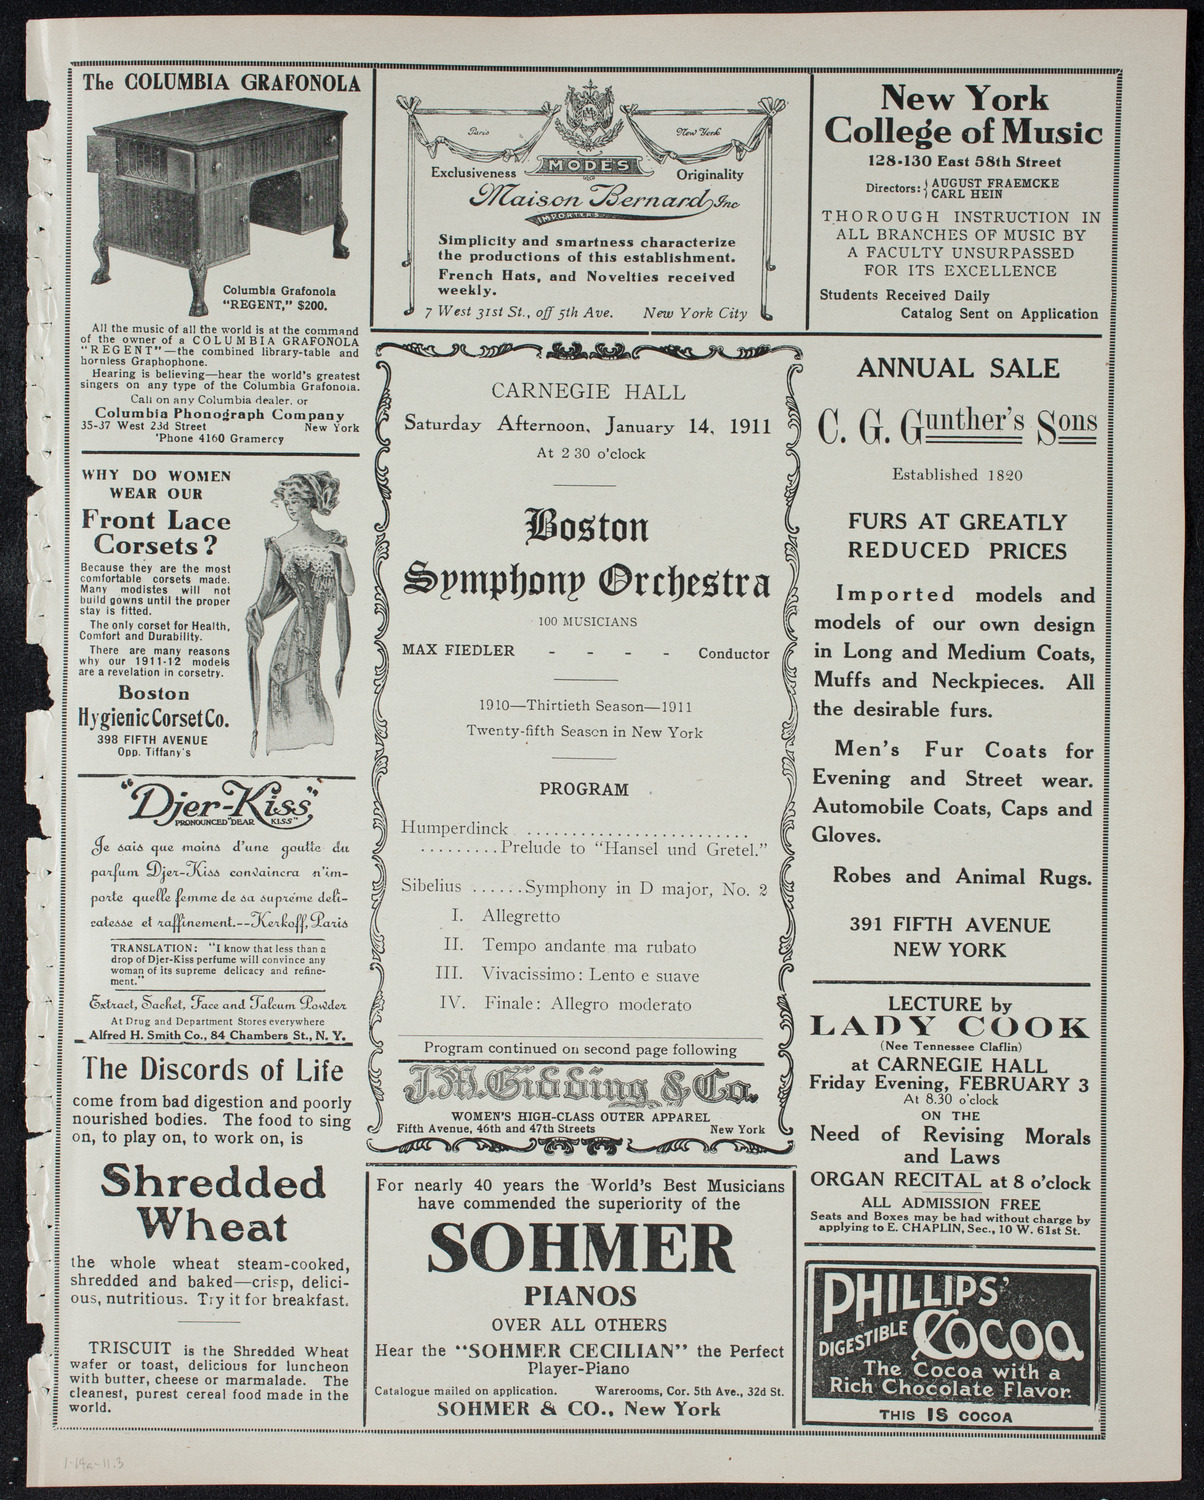 The COLUMBIA GRAFONOLA
Columbia Grafonola
"REGENT," $200.
All the music of all the world is at the command
of the owner of a COLUMBIA GRAFONOLA
"REGENT"—the combined library-table and
hornless Graphophone.
Hearing is believing—hear the world's greatest
singers on any type of the Columbia Grafonola.
Call on any Columbia dealer, or
Columbia Phonograph Company
35-37 West 23d Street New York
'Phone 4160 Gramercy
WHY DO WOMEN
WEAR OUR
Front Lace
Corsets?
Because they are the most
comfortable corsets made.
Many modistes will not
build gowns until the proper
stay is fitted.
The only corset for Health,
Comfort and Durability.
There are many reasons
why our 1911-12 models
are a revelation in corsetry.
Boston
Hygienic Corset Co.
398 FIFTH AVENUE
Opp. Tiffany's
"Djer-Kiss"
PRONOUNCED "DEAR KISS"
Je sais que moins d'une goutte du
parfum Djer-Kiss convaincra n'im-
porte quelle femme de sa supréme deli-
catesse et raffinement.--Kerkoff, Paris
TRANSLATION: "I know that less than a
drop of Djer-Kiss perfume will convince any
woman of its supreme delicacy and refine-
ment."
Extract, Sachet, Face and Talcum Powder
At Drug and Department Stores everywhere
Alfred H. Smith Co., 84 Chambers St., N. Y.
The Discords of Life
come from bad digestion and poorly
nourished bodies. The food to sing
on, to play on, to work on, is
Shredded
Wheat
the whole wheat steam-cooked,
shredded and baked—crisp, delici-
ous, nutritious. Try it for breakfast.
TRISCUIT is the Shredded Wheat
wafer or toast, delicious for luncheon
with butter, cheese or marmalade. The
cleanest, purest cereal food made in the
world.
Paris New York
MODES
Exclusiveness Originality
Maison Bernard Inc
IMPORTERS
Simplicity and smartness characterize
the productions of this establishment.
French Hats, and Novelties received
weekly.
7 West 31st St., off 5th Ave. New York City
CARNEGIE HALL
Saturday Afternoon, January 14, 1911
At 2 30 o'clock
Boston
Symphony Orchestra
100 MUSICIANS
MAX FIEDLER - - - - Conductor
1910—Thirtieth Season—1911
Twenty-fifth Season in New York
PROGRAM
Humperdinck ........................
.........Prelude to "Hansel und Gretel."
Sibelius ......Symphony in D major, No. 2
I. Allegretto
II. Tempo andante ma rubato
III. Vivacissimo: Lento e suave
IV. Finale: Allegro moderato
Program continued on second page following
J.M. Gidding & Co.
WOMEN'S HIGH-CLASS OUTER APPAREL
Fifth Avenue, 46th and 47th Streets New York
For nearly 40 years the World's Best Musicians
have commended the superiority of the
SOHMER
PIANOS
OVER ALL OTHERS
Hear the "SOHMER CECILIAN" the Perfect
Player-Piano
Catalogue mailed on application. Warerooms, Cor. 5th Ave., 32d St.
SOHMER & CO., New York
New York
College of Music
128-130 East 58th Street
Directors: { AUGUST FRAEMCKE
CARL HEIN
THOROUGH INSTRUCTION IN
ALL BRANCHES OF MUSIC BY
A FACULTY UNSURPASSED
FOR ITS EXCELLENCE
Students Received Daily
Catalog Sent on Application
ANNUAL SALE
C. G. Gunther's Sons
Established 1820
FURS AT GREATLY
REDUCED PRICES
Imported models and
models of our own design
in Long and Medium Coats,
Muffs and Neckpieces. All
the desirable furs.
Men's Fur Coats for
Evening and Street wear.
Automobile Coats, Caps and
Gloves.
Robes and Animal Rugs.
391 FIFTH AVENUE
NEW YORK
LECTURE by
LADY COOK
(Nee Tennessee Claflin)
at CARNEGIE HALL
Friday Evening, FEBRUARY 3
At 8.30 o'clock
ON THE
Need of Revising Morals
and Laws
ORGAN RECITAL at 8 o'clock
ALL ADMISSION FREE
Seats and Boxes may be had without charge by
applying to E. CHAPLIN, Sec., 10 W. 61st St.
PHILLIPS'
DIGESTIBLE COCOA
The Cocoa with a
Rich Chocolate Flavor.
THIS IS COCOA
1-14a-11.3